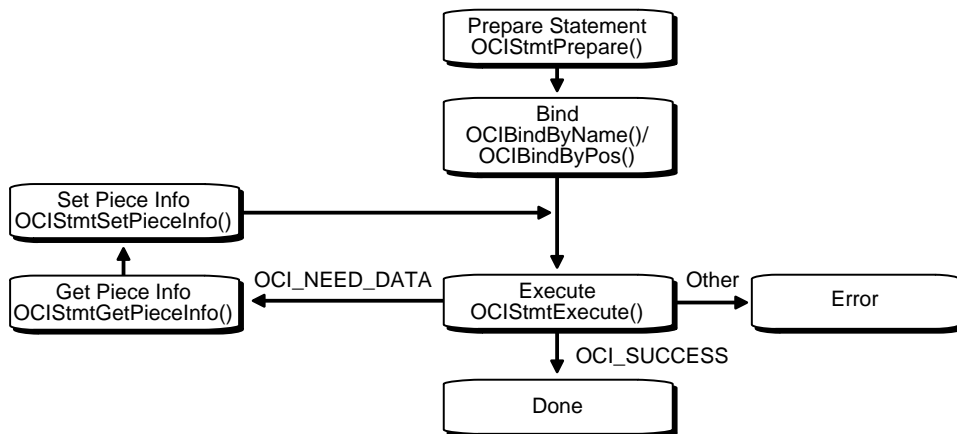 Prepare Statement
OCIStmtPrepare()
Bind
OCIBindByName()/
OCIBindByPos()
Set Piece Info
OCIStmtSetPieceInfo()
OCI_NEED_DATA
Get Piece Info
OCIStmtGetPieceInfo()
Execute
OCIStmtExecute()
Other
Error
OCI_SUCCESS
Done